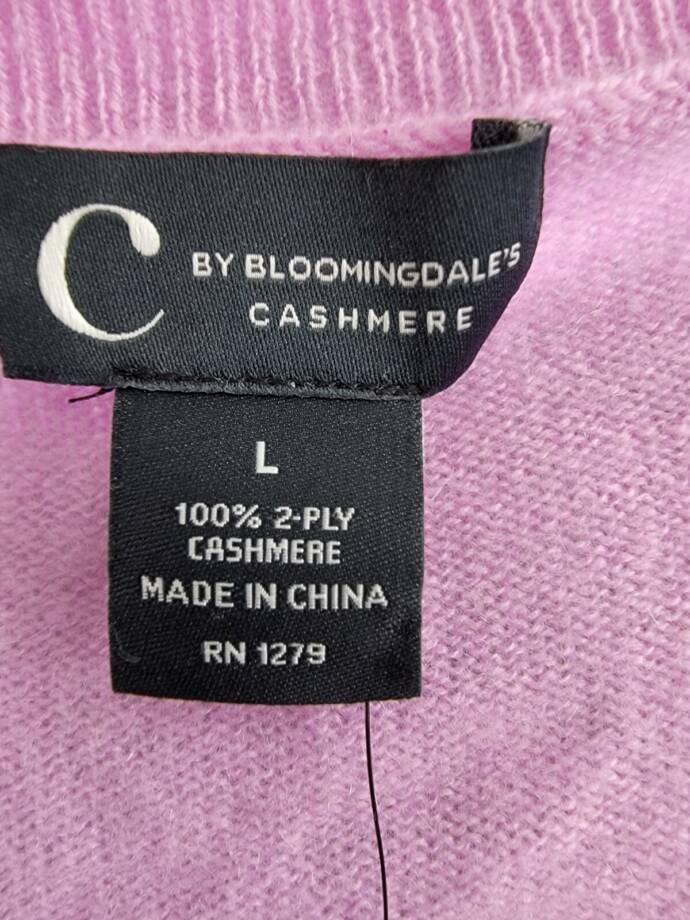 C
BY BLOOMINGDALE'S
CASHMERE
L
100% 2-PLY
CASHMERE
MADE IN CHINA
RN 1279